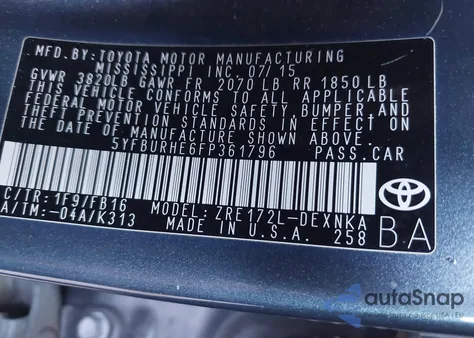 MFD.BY:TOYOTA MOTOR MANUFACTURING
MISSISSIPPI INC.07/15
GVWR 3820LB GAWR FR. 2070 LB, RR 1850 LB
THIS VEHICLE CONFORMS TO ALL APPLICABLE
FEDERAL MOTOR VEHICLE SAFETY, BUMPER, AND
THEFT PREVENTION STANDARDS IN EFFECT ON
THE DATE OF MANUFACTURE SHOWN ABOVE.
5YFBURHE6FP361796 PASS.CAR
C/TR:1F9/FB16 MODEL:ZRE172L-DEXNKA
A/TM:-04A/K313 MADE IN U.S.A. 258
BA
autoSnap